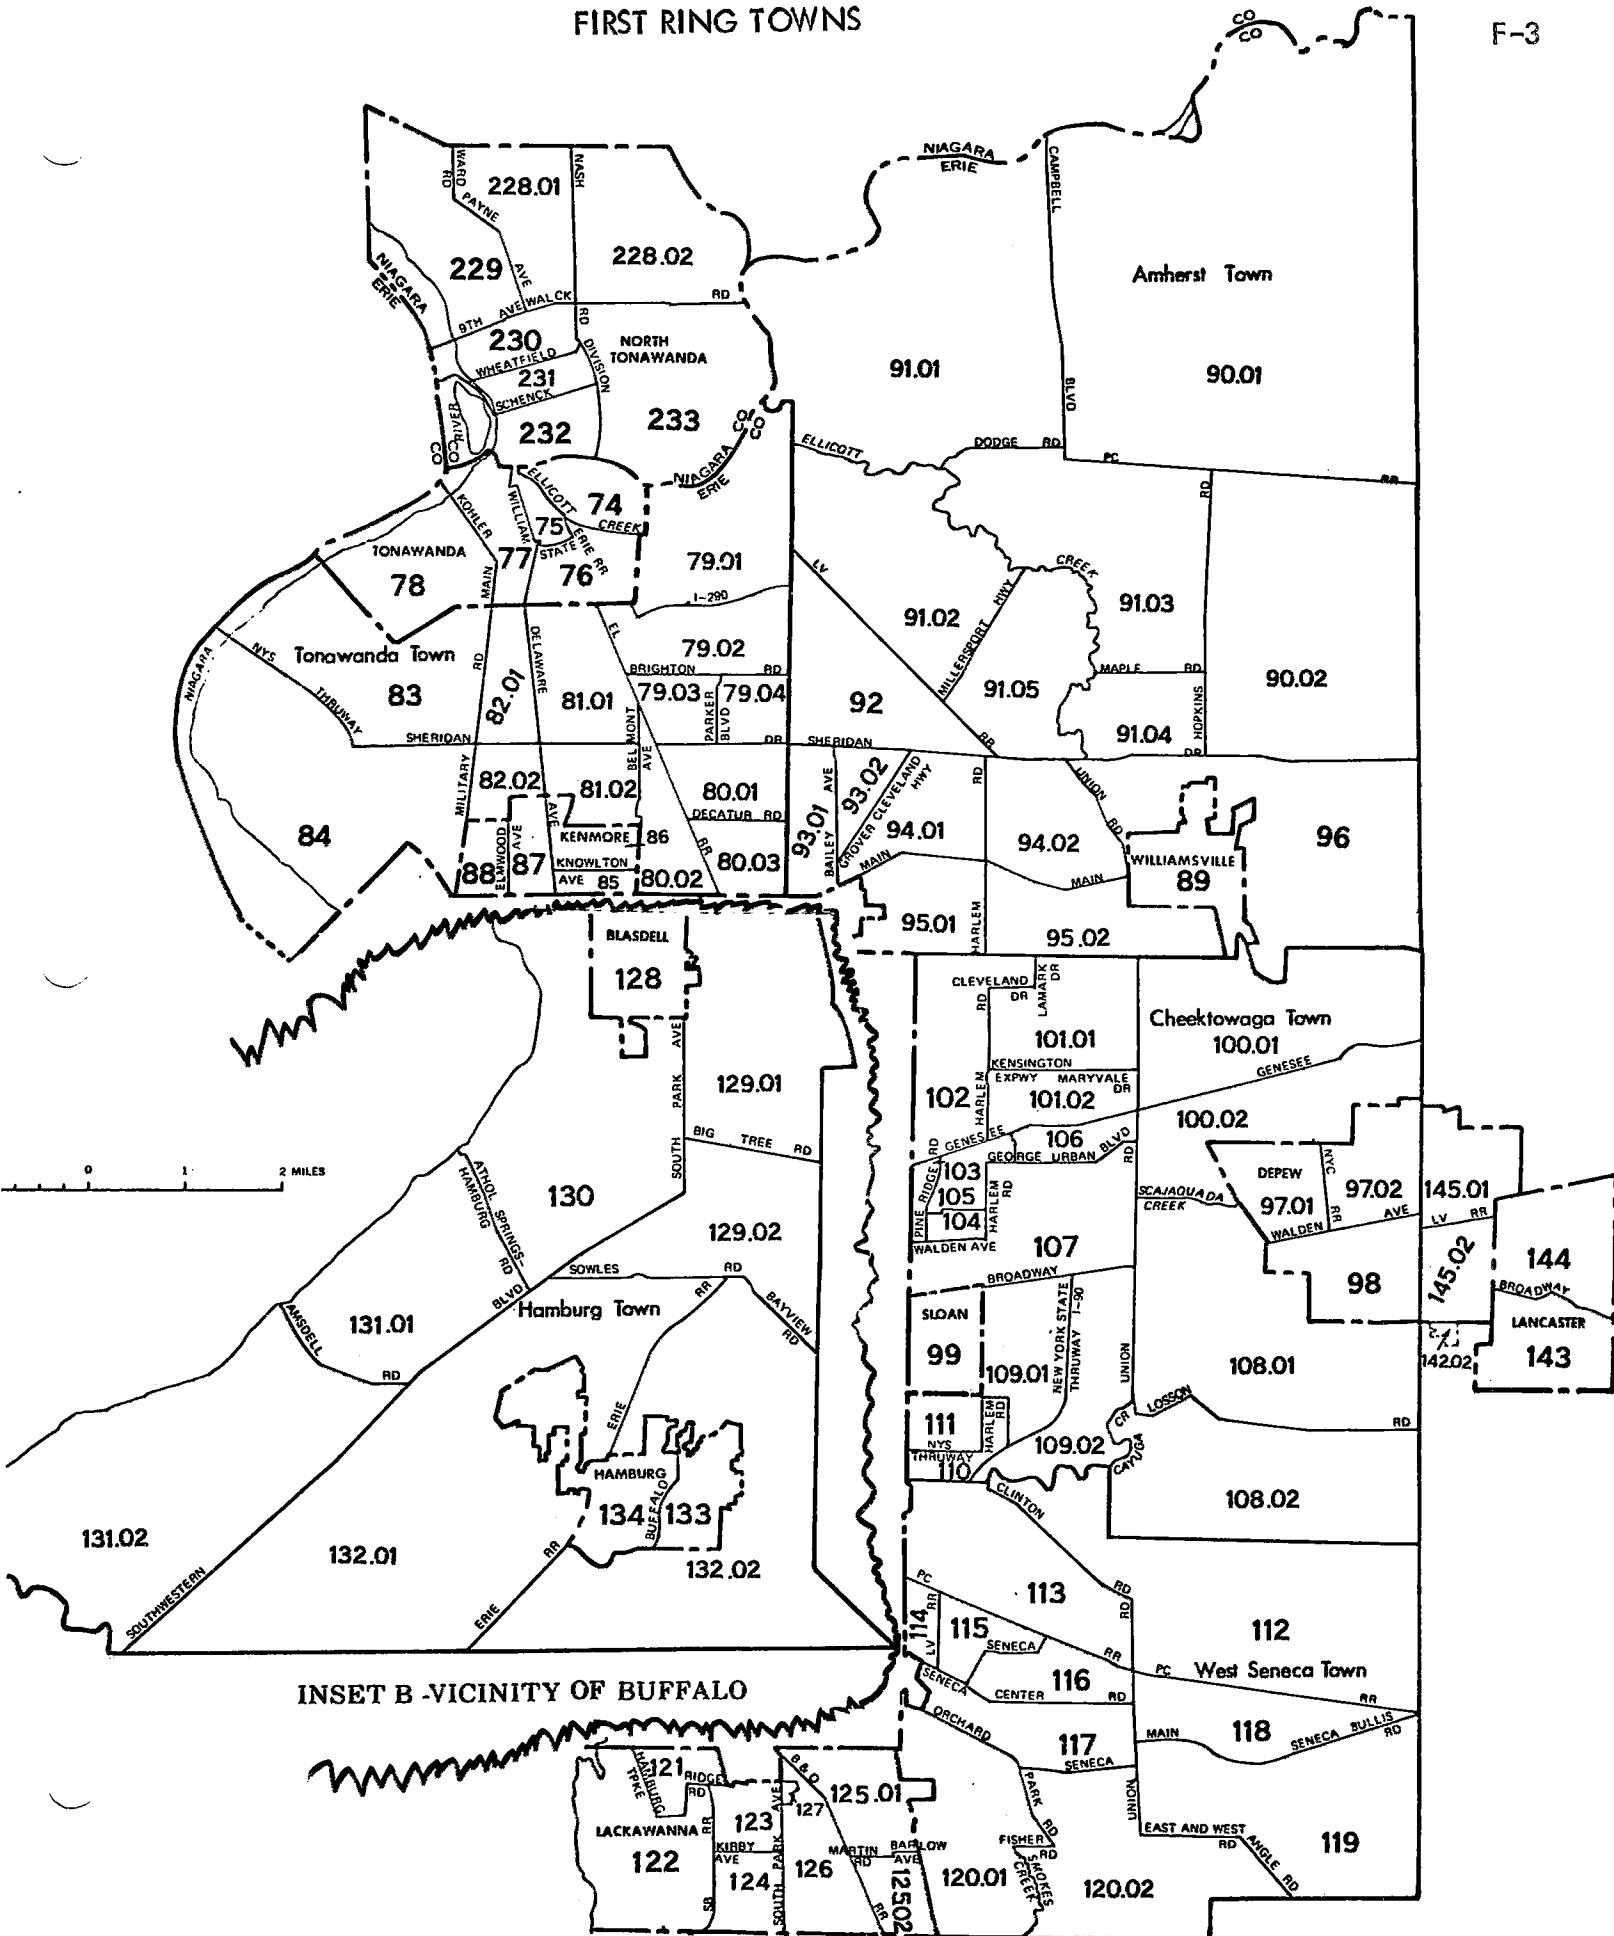 FIRST RING TOWNS
F-3
CO
CO
NIAGARA
ERIE
CAMPBELL
BLVD
WARD
RD
NASH
228.01
PAYNE
AVE
228.02
Amherst Town
229
NIAGARA
ERIE
9TH AVE
WALCK
RD
RD
230
NORTH
TONAWANDA
WHEATFIELD
DIVISION
231
SCHENCK
RIVER
232
233
CO
CO
CO
CO
91.01
90.01
ELLICOTT
DODGE RD
PC
RR
NIAGARA
ERIE
RD
KOHLER
WILLIAM
ELLICOTT
74
CREEK
75
STATE
ERIE RR
TONAWANDA
77
76
78
MAIN
79.01
LV
CREEK
I-290
91.02
HWY
91.03
NIAGARA
NYS
THRUWAY
Tonawanda Town
RD
82.01
DELAWARE
EL
79.02
BRIGHTON RD
MILLERSPORT
MAPLE RD
83
81.01
79.03
PARKER
BLVD
79.04
92
91.05
90.02
HOPKINS
91.04
BELMONT
AVE
SHERIDAN
DR
SHERIDAN
RR
DR
MILITARY
82.02
81.02
80.01
AVE
93.02
GROVER CLEVELAND
HWY
RD
UNION
RD
DECATUR RD
84
AVE
KENMORE
86
93.01
BAILEY
94.01
94.02
96
ELMWOOD
AVE
88
87
KNOWLTON
AVE
85
80.02
RR
80.03
MAIN
MAIN
WILLIAMSVILLE
89
95.01
HARLEM
95.02
BLASDELL
128
CLEVELAND
DR
LAMARK
DR
RD
Cheektowaga Town
101.01
100.01
AVE
KENSINGTON
EXPWY
MARYVALE
DR
GENESEE
129.01
102
HARLEM
101.02
100.02
PARK
BIG TREE RD
GENESEE
106
BLVD
GEORGE URBAN
RD
SOUTH
RD
103
DEPEW
NYC
RR
0 1 2 MILES
ATHOL SPRINGS-
HAMBURG
RD
130
PINE RIDGE
105
104
HARLEM
RD
SCAJAQUADA
CREEK
97.01
97.02
145.01
WALDEN
AVE
LV RR
129.02
WALDEN AVE
107
144
SOWLES
RD
BROADWAY
98
145.02
BROADWAY
AMSDELL
RD
131.01
BLVD
Hamburg Town
RR
BAYVIEW
RD
SLOAN
99
NEW YORK STATE
THRUWAY I-90
LANCASTER
109.01
UNION
108.01
142.02
143
ERIE
111
HARLEM
RD
CR
LOSSON
RD
NYS
THRUWAY
109.02
CAYUGA
HAMBURG
110
134
BUFFALO
133
CLINTON
108.02
131.02
132.01
RR
132.02
PC
113
RD
RD
SOUTHWESTERN
ERIE
114
RR
LV
115
SENECA
112
RR
PC
West Seneca Town
RR
SENECA
116
CENTER RD
INSET B -VICINITY OF BUFFALO
ORCHARD
117
MAIN
118
SENECA
BULLIS
RD
SENECA
121
HAMBURG
TPKE
RIDGE
RD
B & O
AVE
127
125.01
PARK
RD
UNION
LACKAWANNA
RR
123
EAST AND WEST
RD
ANGLE
RD
119
122
KIRBY
AVE
SOUTH PARK
126
MARTIN
RD
BARLOW
AVE
FISHER
RD
124
SB
RR
125.02
120.01
SMOKES
CREEK
120.02